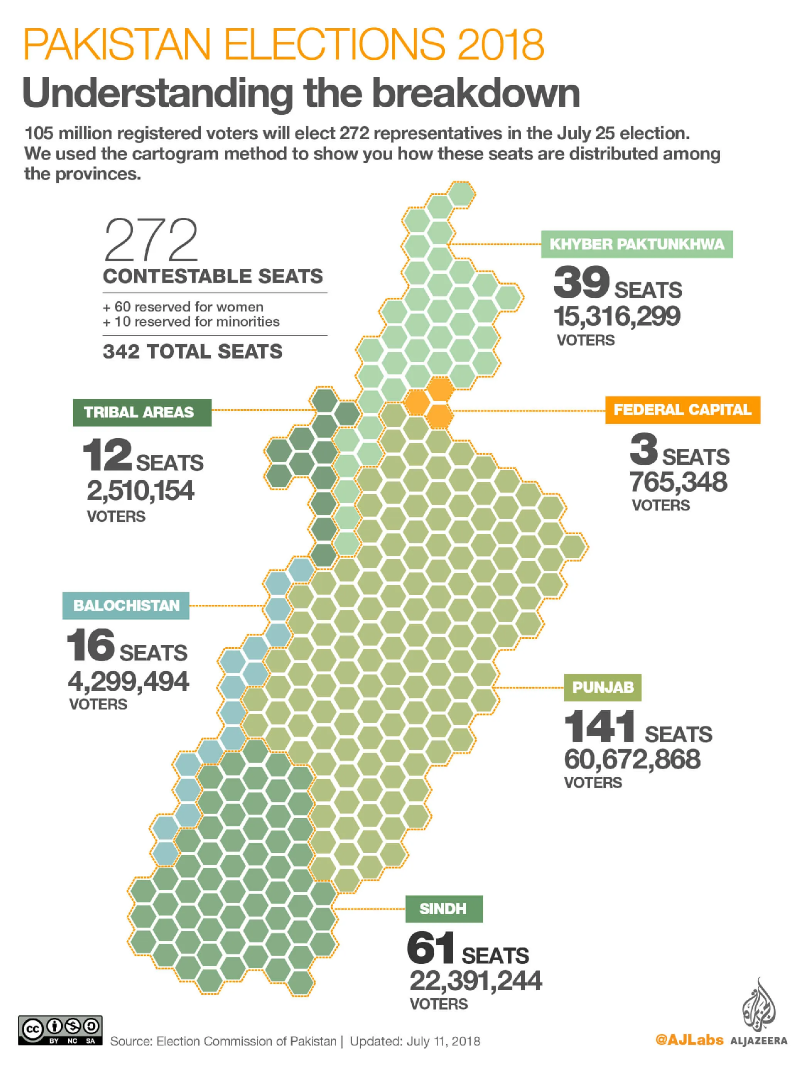 PAKISTAN ELECTIONS 2018
Understanding the breakdown
105 million registered voters will elect 272 representatives in the July 25 election.
We used the cartogram method to show you how these seats are distributed among
the provinces.
272
CONTESTABLE SEATS
+ 60 reserved for women
+ 10 reserved for minorities
342 TOTAL SEATS
KHYBER PAKTUNKHWA
39 SEATS
15,316,299
VOTERS
TRIBAL AREAS
12 SEATS
2,510,154
VOTERS
FEDERAL CAPITAL
3 SEATS
765,348
VOTERS
BALOCHISTAN
16 SEATS
4,299,494
VOTERS
PUNJAB
141 SEATS
60,672,868
VOTERS
SINDH
61 SEATS
22,391,244
VOTERS
cc BY NC SA
Source: Election Commission of Pakistan | Updated: July 11, 2018
@AJLabs ALJAZEERA